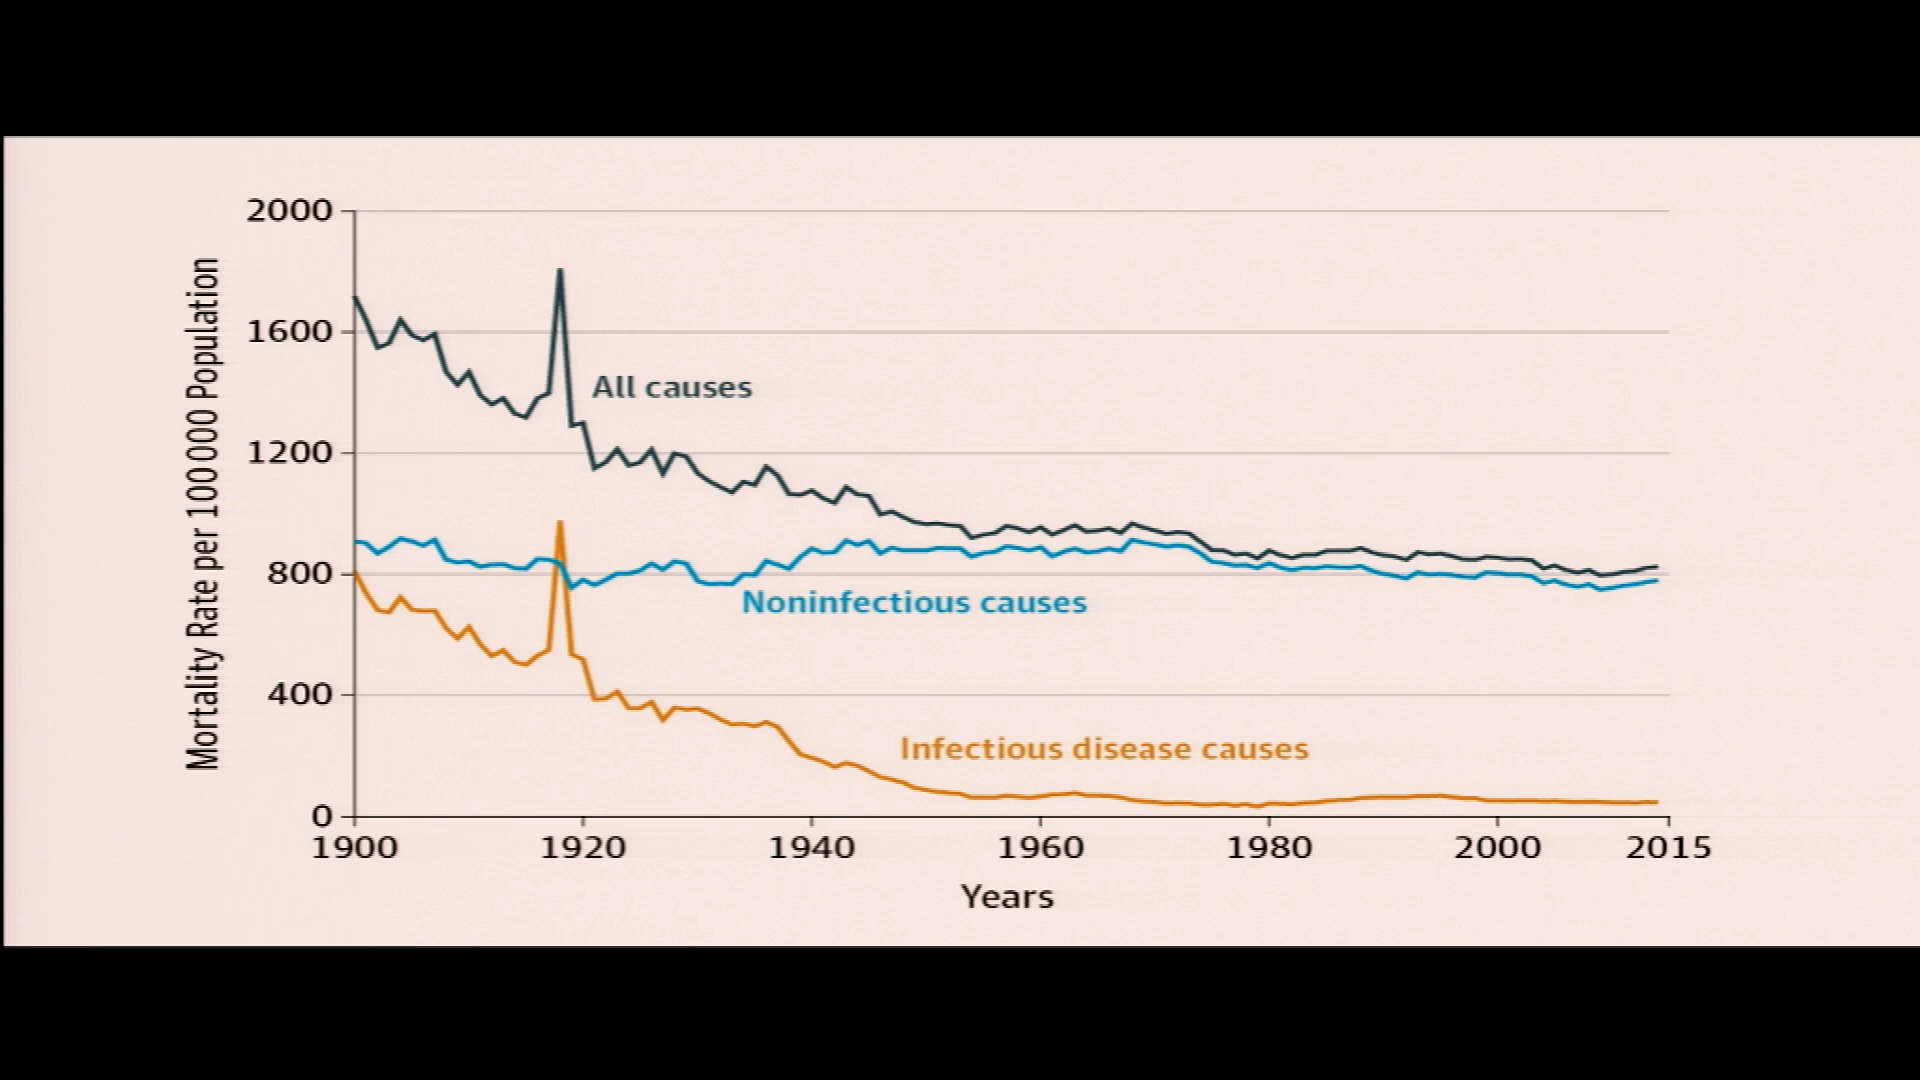 Mortality Rate per 100 000 Population
2000
1600
1200
800
400
0
All causes
Noninfectious causes
Infectious disease causes
1900 1920 1940 1960 1980 2000 2015
Years